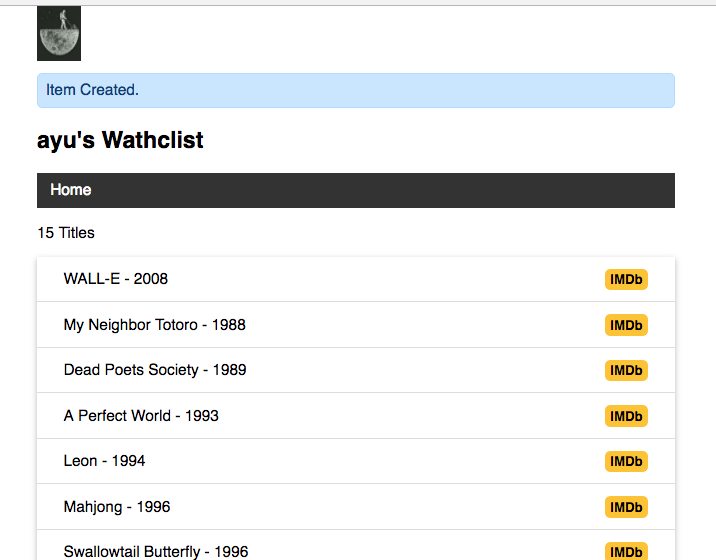 Item Created.
ayu's Wathclist
Home
15 Titles
WALL-E - 2008 IMDb
My Neighbor Totoro - 1988 IMDb
Dead Poets Society - 1989 IMDb
A Perfect World - 1993 IMDb
Leon - 1994 IMDb
Mahjong - 1996 IMDb
Swallowtail Butterfly - 1996 IMDb